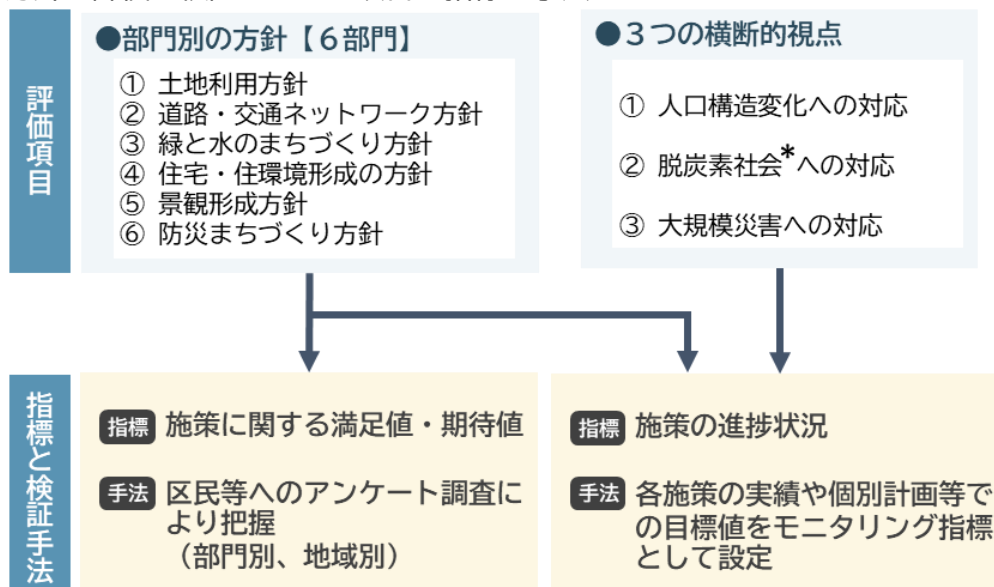 評価項目
●部門別の方針【６部門】
① 土地利用方針
② 道路・交通ネットワーク方針
③ 緑と水のまちづくり方針
④ 住宅・住環境形成の方針
⑤ 景観形成方針
⑥ 防災まちづくり方針
●３つの横断的視点
① 人口構造変化への対応
② 脱炭素社会*への対応
③ 大規模災害への対応
指標と検証手法
指標 施策に関する満足値・期待値
手法 区民等へのアンケート調査に
より把握
（部門別、地域別）
指標 施策の進捗状況
手法 各施策の実績や個別計画等で
の目標値をモニタリング指標
として設定